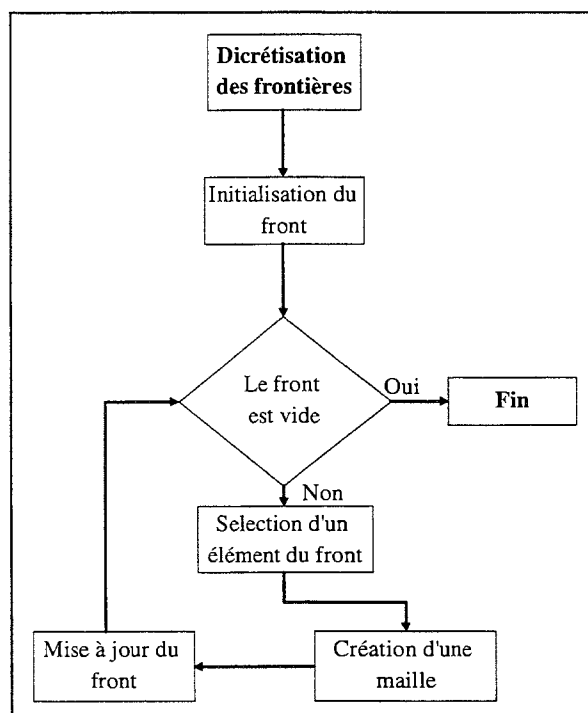 Dicrétisation
des frontières
Initialisation du
front
Le front
est vide
Oui
Fin
Non
Selection d'un
élément du front
Création d'une
maille
Mise à jour du
front